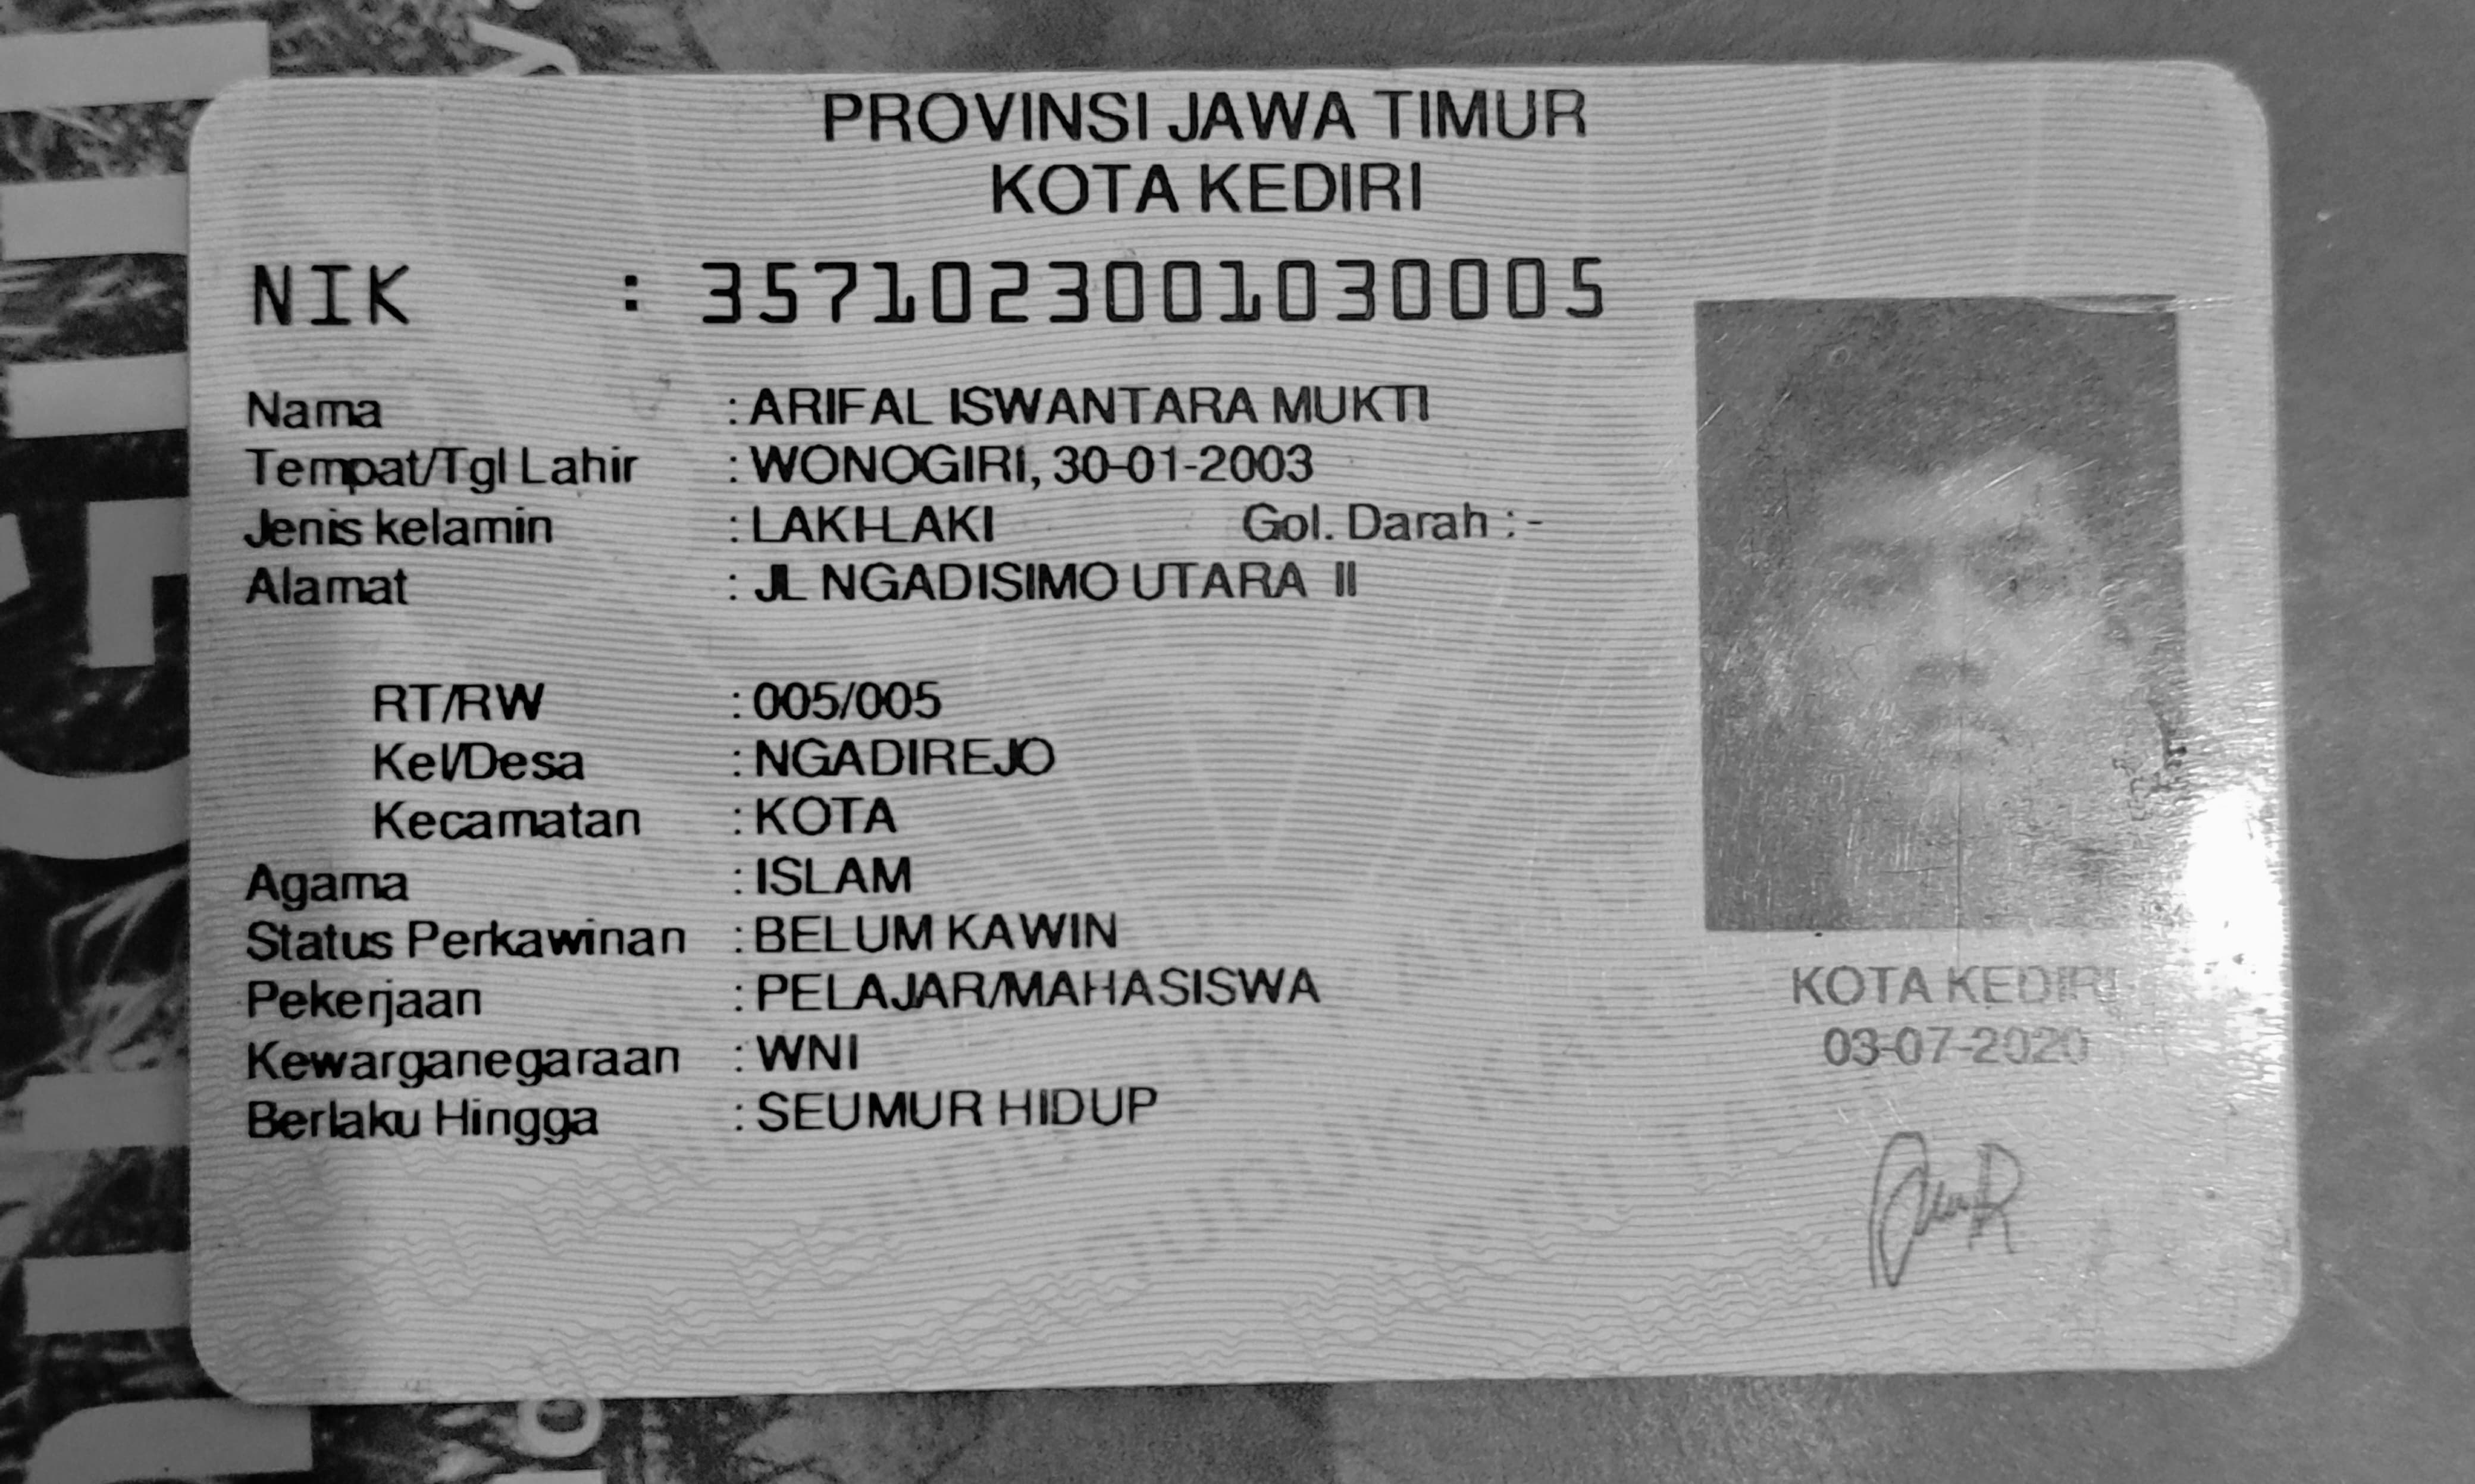 PROVINSI JAWA TIMUR
KOTA KEDIRI
NIK : 3571023001030005
Nama : ARIFAL ISWANTARA MUKTI
Tempat/Tgl Lahir : WONOGIRI, 30-01-2003
Jenis kelamin : LAKI-LAKI Gol. Darah : -
Alamat : JL NGADISIMO UTARA II
RT/RW : 005/005
Kel/Desa : NGADIREJO
Kecamatan : KOTA
Agama : ISLAM
Status Perkawinan : BELUM KAWIN
Pekerjaan : PELAJAR/MAHASISWA
Kewarganegaraan : WNI
Berlaku Hingga : SEUMUR HIDUP
KOTA KEDIRI
03-07-2020